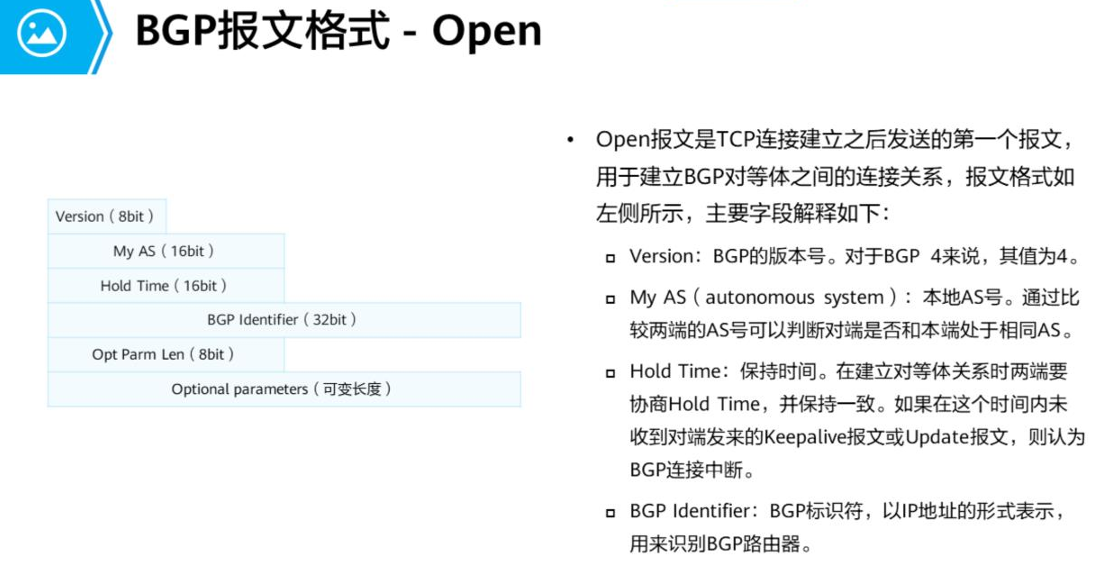 BGP报文格式 - Open
Version（8bit）
My AS（16bit）
Hold Time（16bit）
BGP Identifier（32bit）
Opt Parm Len（8bit）
Optional parameters（可变长度）
• Open报文是TCP连接建立之后发送的第一个报文，
用于建立BGP对等体之间的连接关系，报文格式如
左侧所示，主要字段解释如下：
▫ Version：BGP的版本号。对于BGP 4来说，其值为4。
▫ My AS（autonomous system）：本地AS号。通过比
较两端的AS号可以判断对端是否和本端处于相同AS。
▫ Hold Time：保持时间。在建立对等体关系时两端要
协商Hold Time，并保持一致。如果在这个时间内未
收到对端发来的Keepalive报文或Update报文，则认为
BGP连接中断。
▫ BGP Identifier：BGP标识符，以IP地址的形式表示，
用来识别BGP路由器。